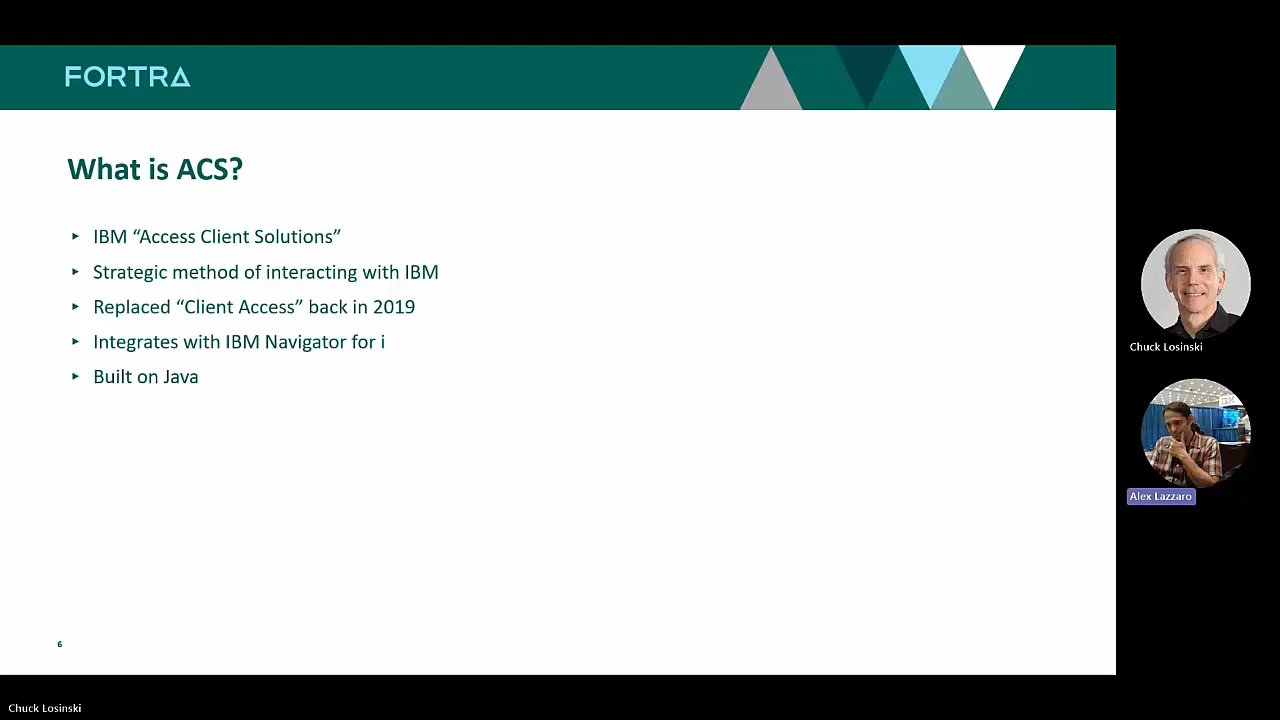 FORTRA
What is ACS?
IBM “Access Client Solutions”
Strategic method of interacting with IBM
Replaced “Client Access” back in 2019
Integrates with IBM Navigator for i
Built on Java
6
Chuck Losinski
Alex Lazzaro
Chuck Losinski